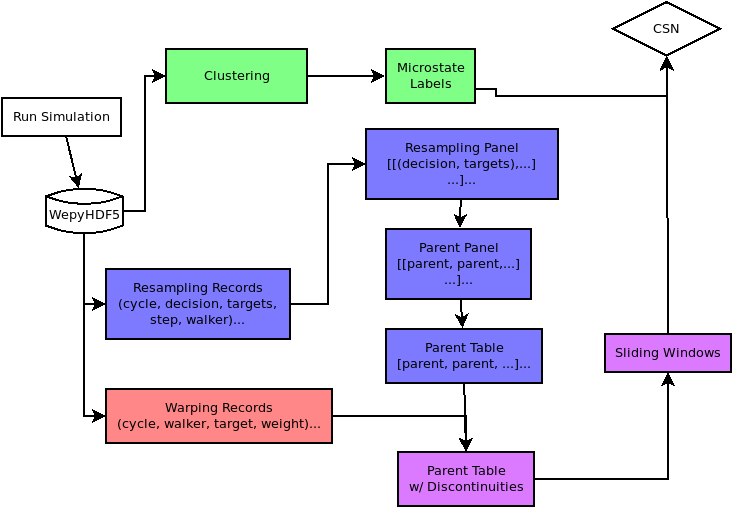 CSN
Clustering
Microstate
Labels
Run Simulation
Resampling Panel
[[(decision, targets),...]
...]...
WepyHDF5
Parent Panel
[[parent, parent,...]
...]...
Resampling Records
(cycle, decision, targets,
step, walker)...
Parent Table
[parent, parent, ...]...
Sliding Windows
Warping Records
(cycle, walker, target, weight)...
Parent Table
w/ Discontinuities